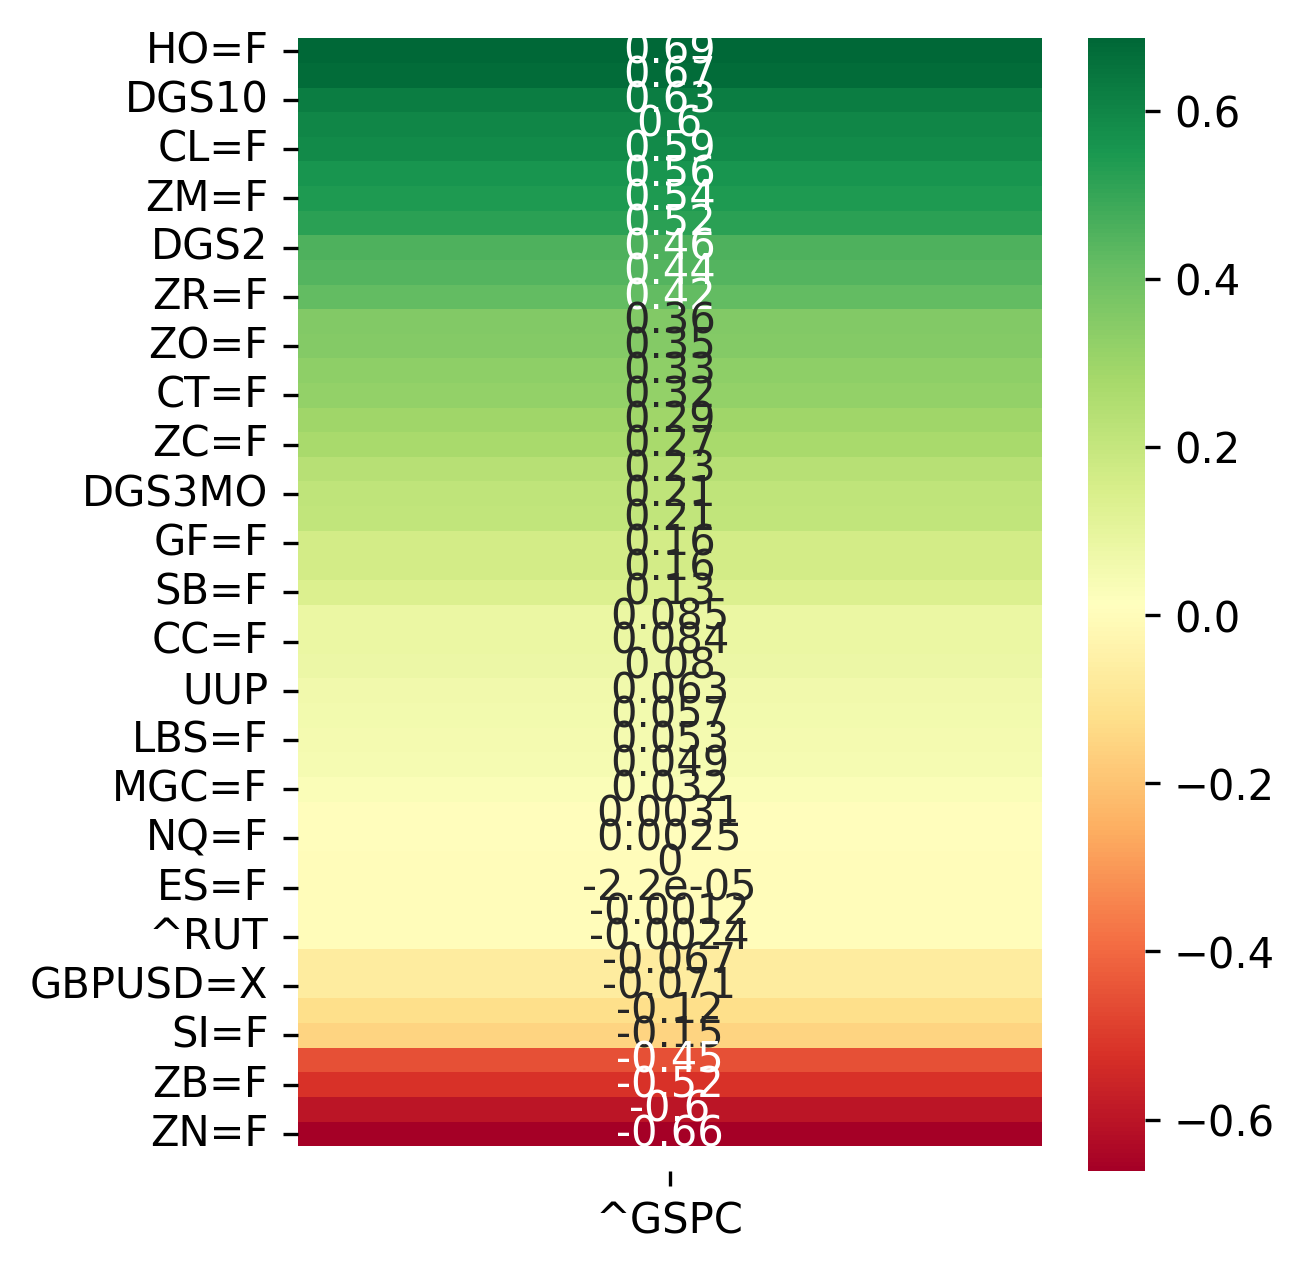 HO=F 0.69
0.67
DGS10 0.63
0.6
CL=F 0.59
0.56
ZM=F 0.54
0.52
DGS2 0.46
0.44
ZR=F 0.42
0.36
ZO=F 0.35
0.33
CT=F 0.32
0.29
ZC=F 0.27
0.23
DGS3MO 0.21
0.21
GF=F 0.16
0.16
SB=F 0.13
0.085
CC=F 0.084
0.08
UUP 0.063
0.057
LBS=F 0.053
0.049
MGC=F 0.032
0.0031
NQ=F 0.0025
0
ES=F -2.2e-05
-0.0012
^RUT -0.0024
-0.067
GBPUSD=X -0.071
-0.12
SI=F -0.15
-0.45
ZB=F -0.52
-0.6
ZN=F -0.66
^GSPC
0.6
0.4
0.2
0.0
−0.2
−0.4
−0.6